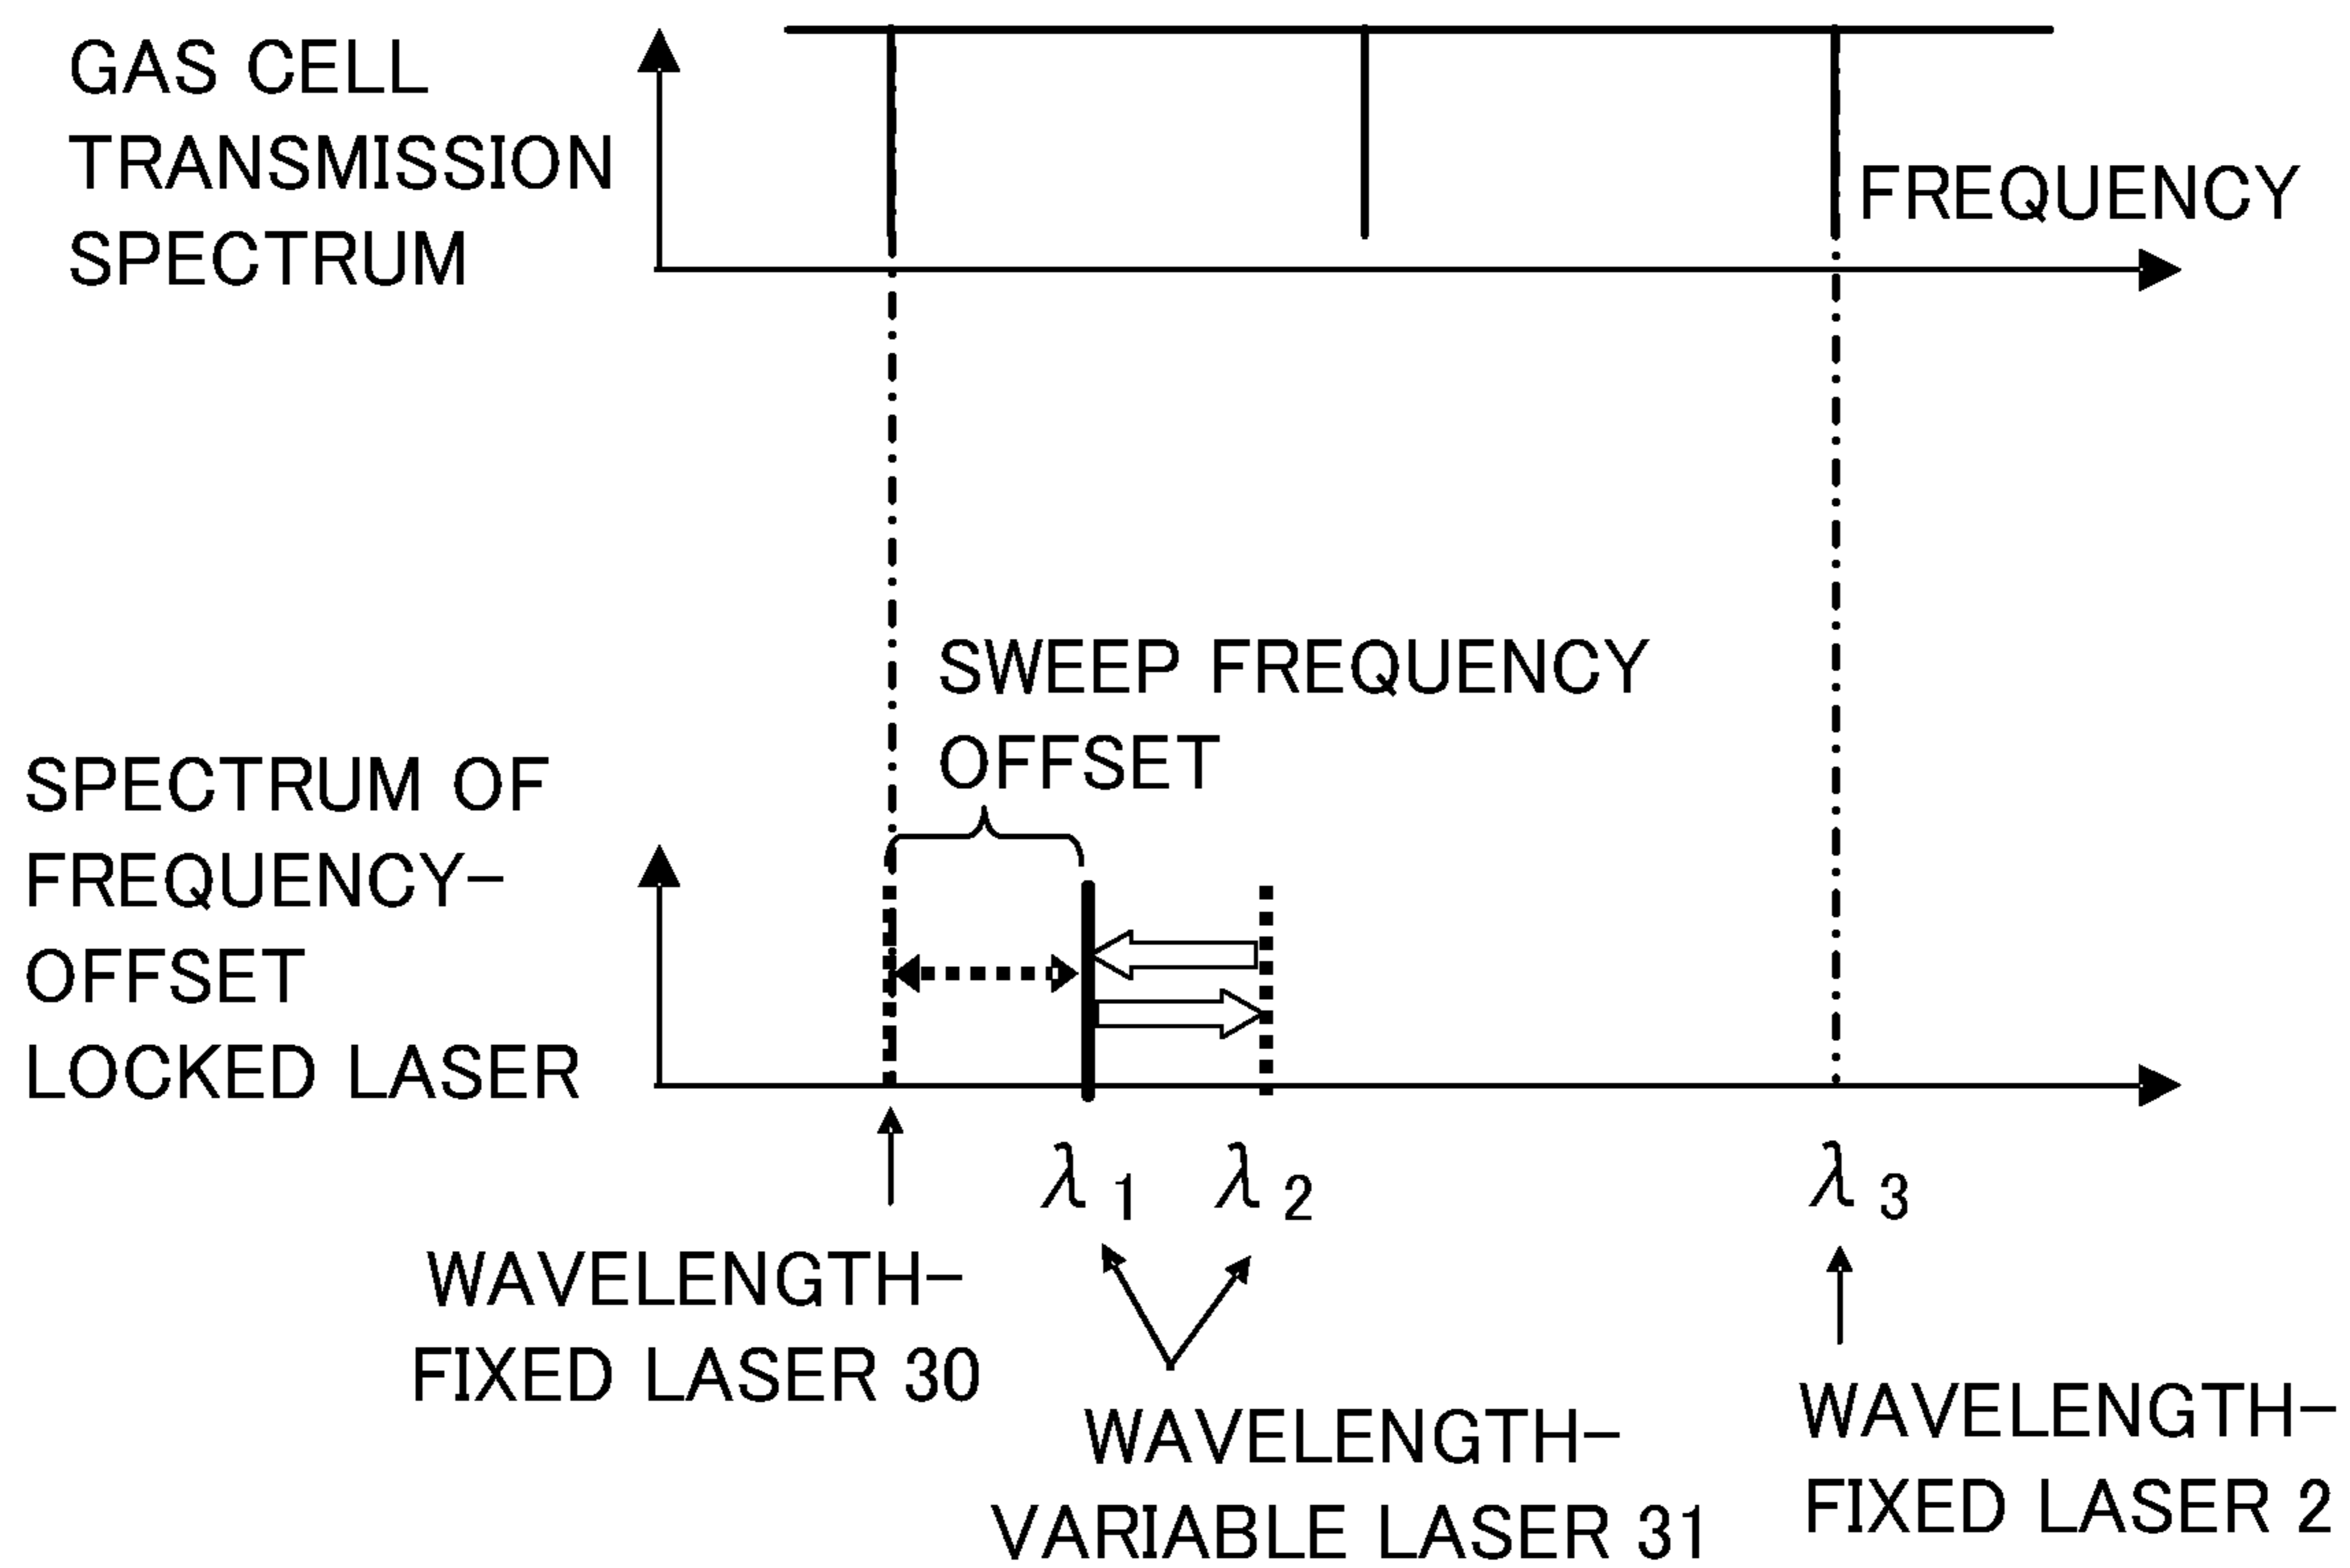 GAS CELL
TRANSMISSION
SPECTRUM
FREQUENCY
SWEEP FREQUENCY
OFFSET
SPECTRUM OF
FREQUENCY-
OFFSET
LOCKED LASER
λ 1
λ 2
λ 3
WAVELENGTH-
FIXED LASER 30
WAVELENGTH-
VARIABLE LASER 31
WAVELENGTH-
FIXED LASER 2